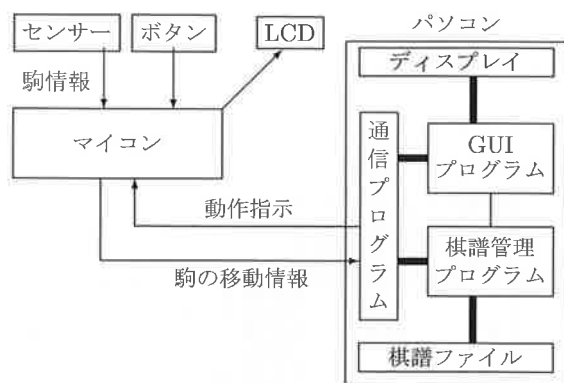 センサー
ボタン
LCD
パソコン
ディスプレイ
駒情報
マイコン
通信プログラム
GUI
プログラム
動作指示
棋譜管理
プログラム
駒の移動情報
棋譜ファイル